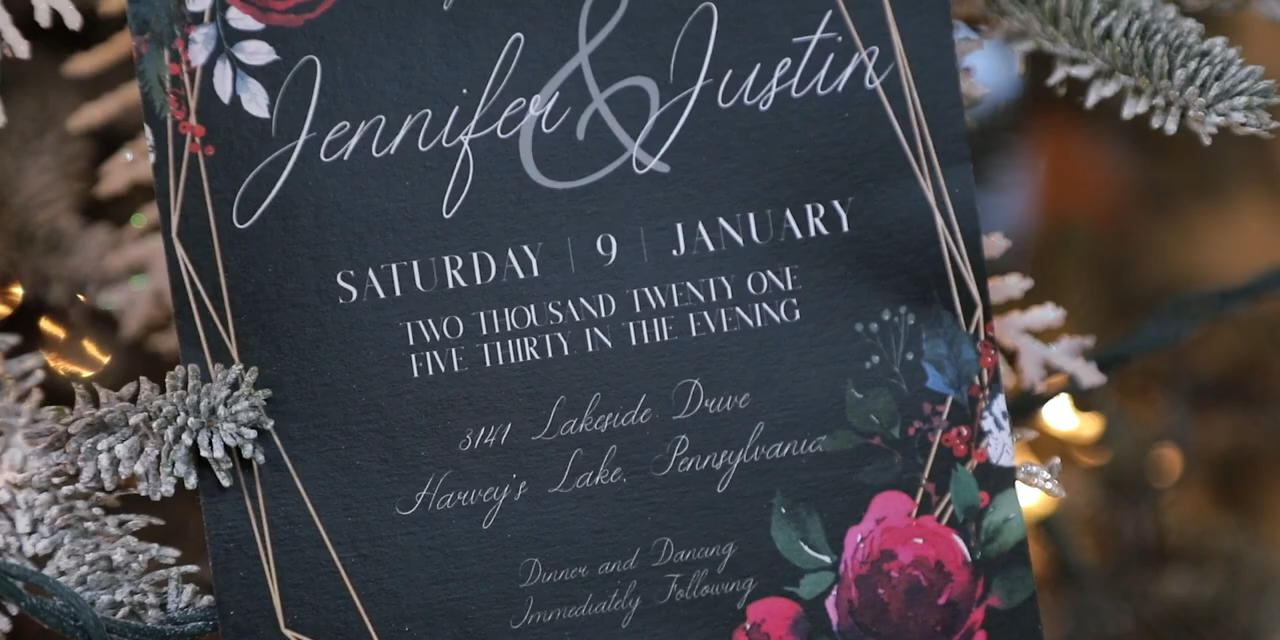 Jennifer & Justin
SATURDAY | 9 | JANUARY
TWO THOUSAND TWENTY ONE
FIVE THIRTY IN THE EVENING
3141 Lakeside Drive
Harvey's Lake, Pennsylvania
Dinner and Dancing
Immediately Following